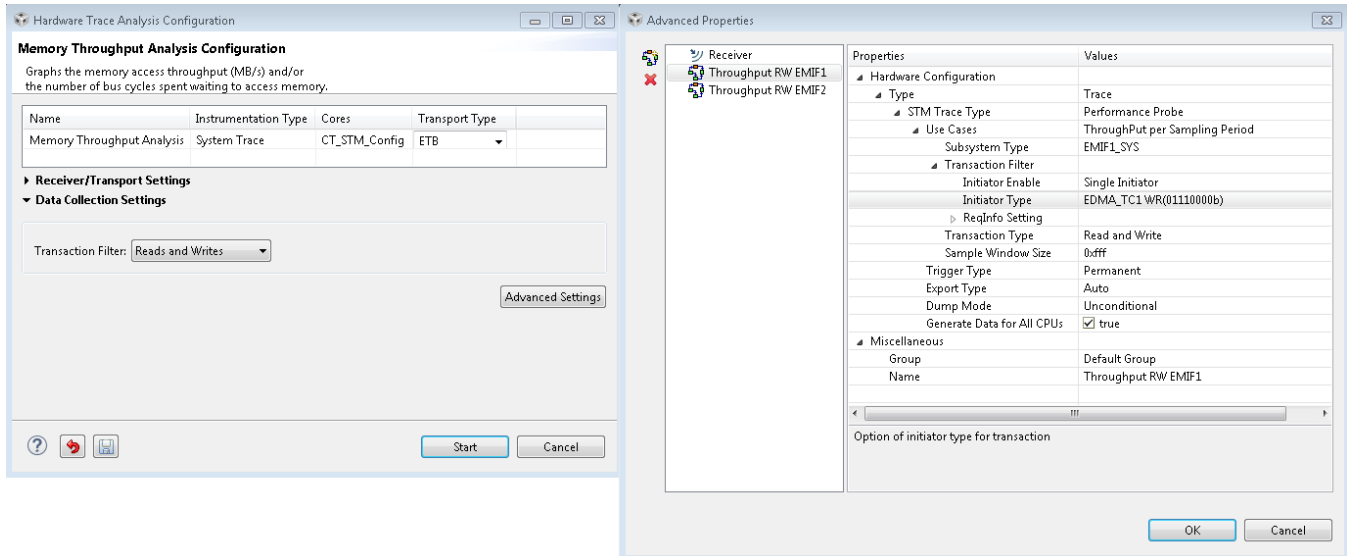 Hardware Trace Analysis Configuration
Memory Throughput Analysis Configuration
Graphs the memory access throughput (MB/s) and/or
the number of bus cycles spent waiting to access memory.
Name Instrumentation Type Cores Transport Type
Memory Throughput Analysis System Trace CT_STM_Config ETB
Receiver/Transport Settings
Data Collection Settings
Transaction Filter: Reads and Writes
Advanced Settings
Start Cancel
Advanced Properties
Receiver
Throughput RW EMIF1
Throughput RW EMIF2
Properties Values
Hardware Configuration
Type Trace
STM Trace Type Performance Probe
Use Cases ThroughPut per Sampling Period
Subsystem Type EMIF1_SYS
Transaction Filter
Initiator Enable Single Initiator
Initiator Type EDMA_TC1 WR(01110000b)
ReqInfo Setting
Transaction Type Read and Write
Sample Window Size 0xfff
Trigger Type Permanent
Export Type Auto
Dump Mode Unconditional
Generate Data for All CPUs true
Miscellaneous
Group Default Group
Name Throughput RW EMIF1
Option of initiator type for transaction
OK Cancel